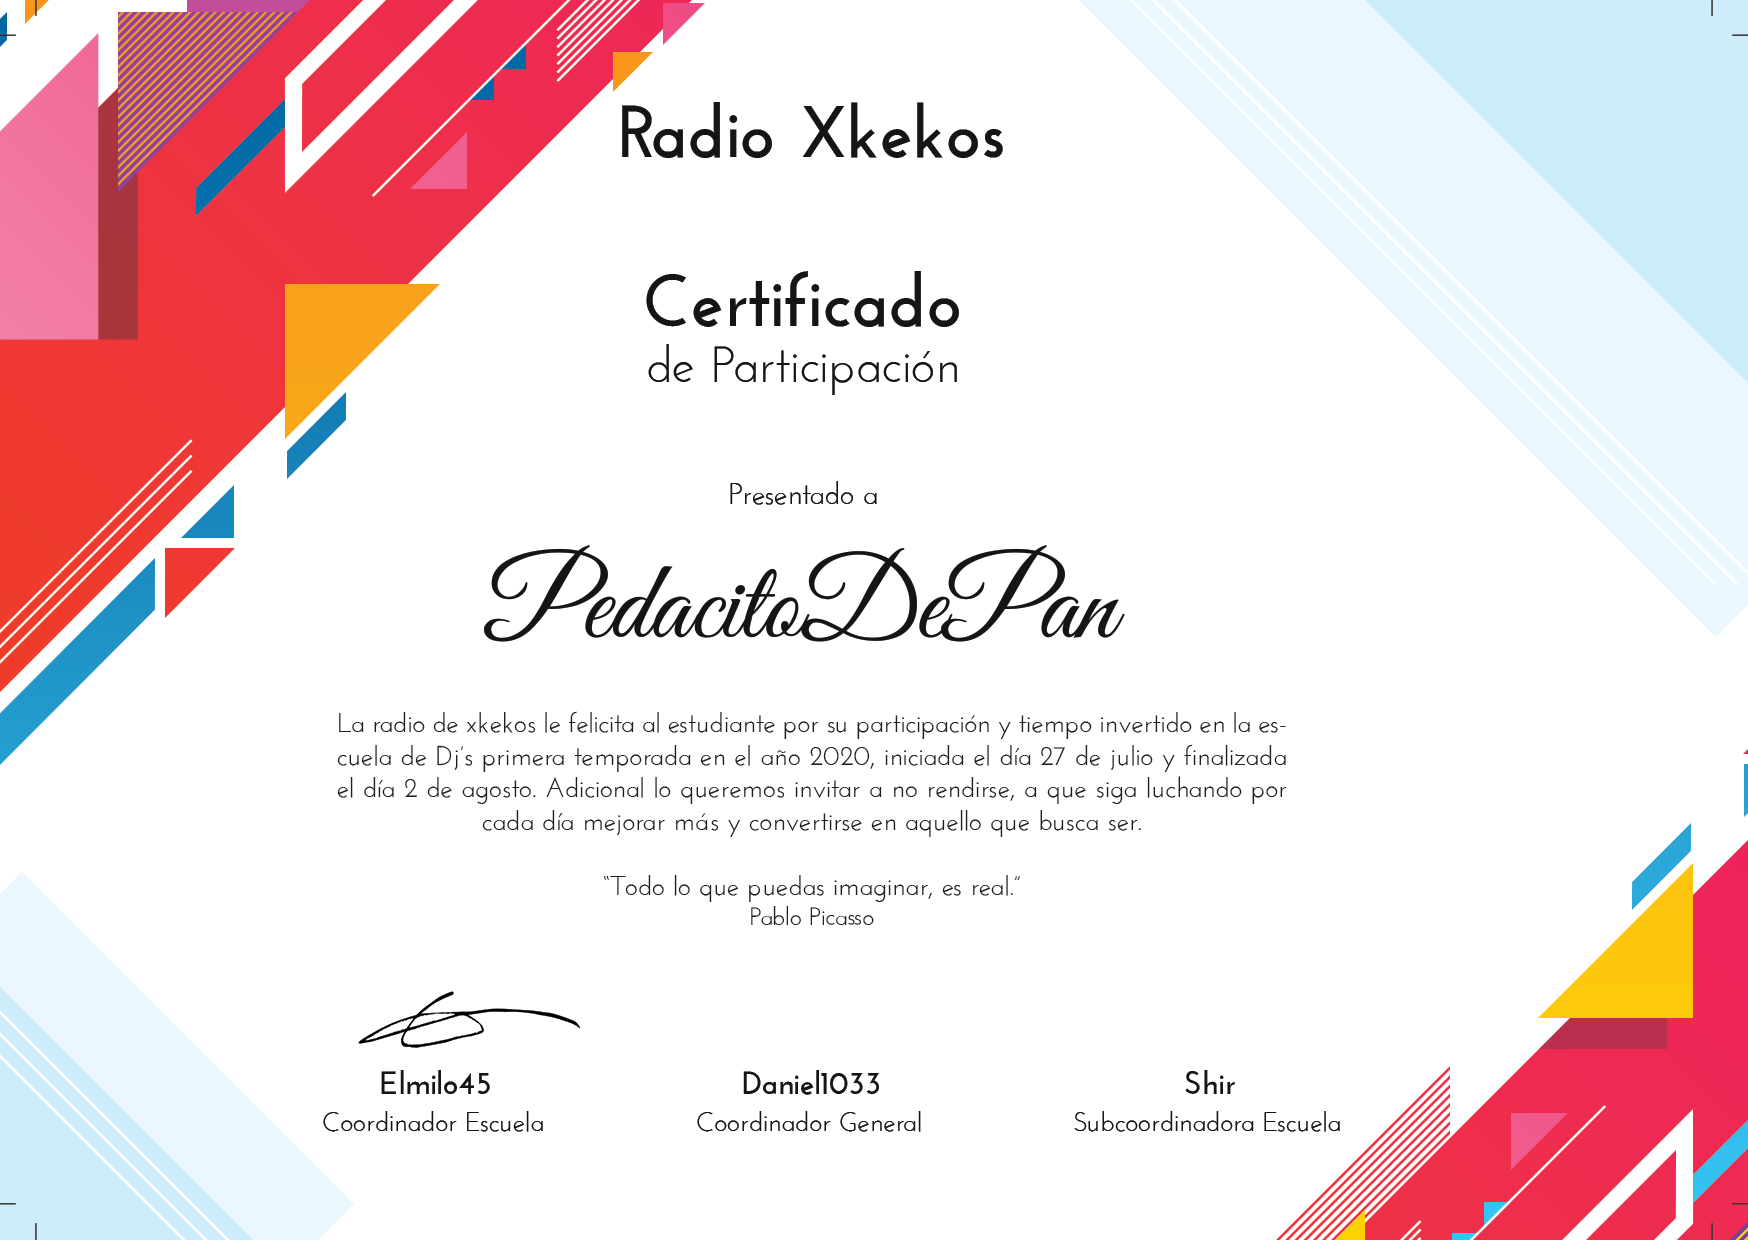 Radio Xkekos
Certificado
de Participación
Presentado a
PedacitoDePan
La radio de xkekos le felicita al estudiante por su participación y tiempo invertido en la es-
cuela de Dj's primera temporada en el año 2020, iniciada el día 27 de julio y finalizada
el día 2 de agosto. Adicional lo queremos invitar a no rendirse, a que siga luchando por
cada día mejorar más y convertirse en aquello que busca ser.
"Todo lo que puedas imaginar, es real."
Pablo Picasso
Elmilo45 Daniel1033 Shir
Coordinador Escuela Coordinador General Subcoordinadora Escuela